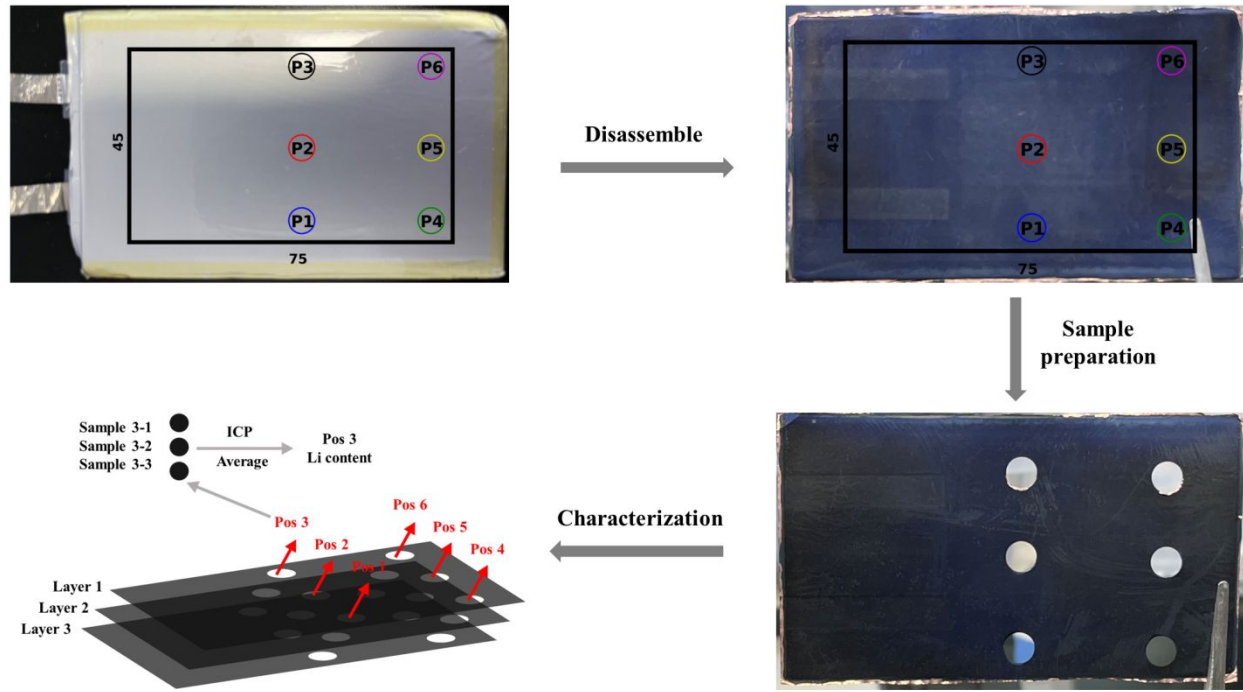 P3
P6
45
P2
P5
P1
P4
75
Disassemble
P3
P6
45
P2
P5
P1
P4
75
Sample
preparation
Sample 3-1
Sample 3-2
Sample 3-3
ICP
Average
Pos 3
Li content
Characterization
Pos 6
Pos 3
Pos 5
Pos 2
Pos 4
Pos 1
Layer 1
Layer 2
Layer 3